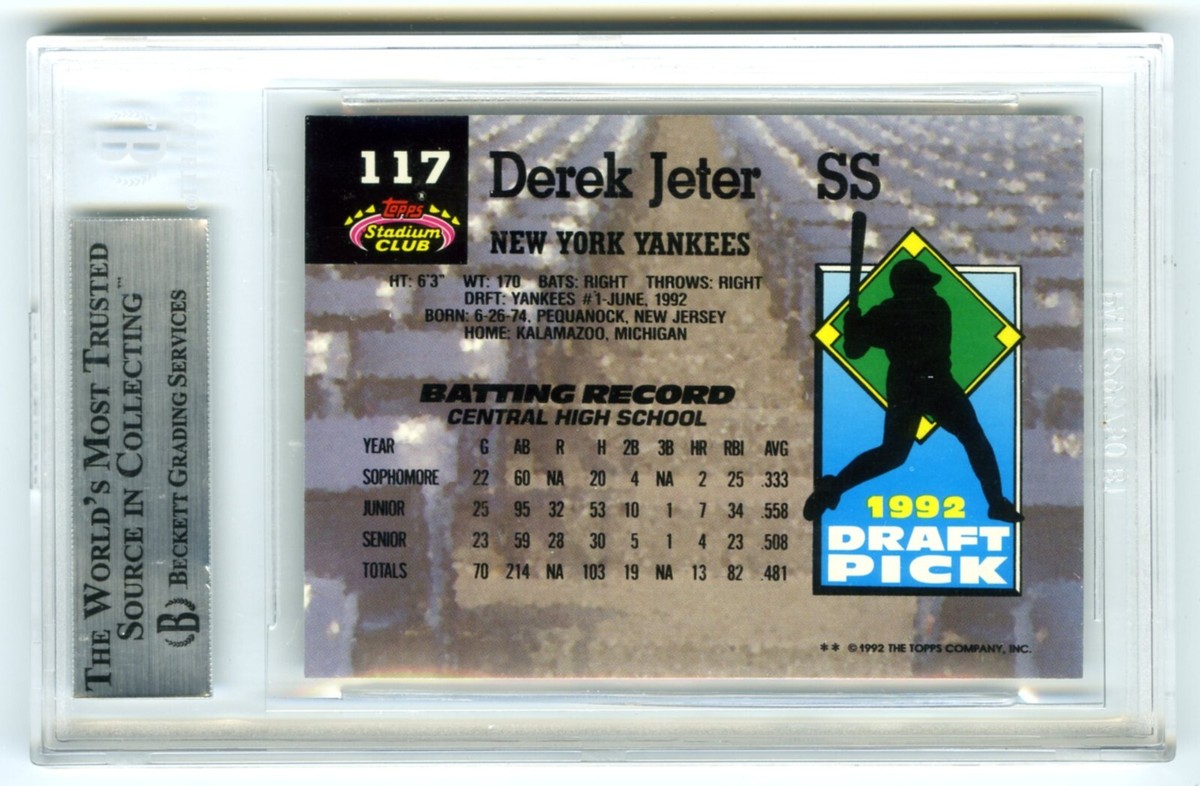 THE WORLD'S MOST TRUSTED
SOURCE IN COLLECTING™
B BECKETT GRADING SERVICES
117
Topps
Stadium
CLUB
Derek Jeter SS
NEW YORK YANKEES
HT: 6'3" WT: 170 BATS: RIGHT THROWS: RIGHT
DRFT: YANKEES #1-JUNE, 1992
BORN: 6-26-74, PEQUANOCK, NEW JERSEY
HOME: KALAMAZOO, MICHIGAN
BATTING RECORD
CENTRAL HIGH SCHOOL
YEAR G AB R H 2B 3B HR RBI AVG
SOPHOMORE 22 60 NA 20 4 NA 2 25 .333
JUNIOR 25 95 32 53 10 1 7 34 .558
SENIOR 23 59 28 30 5 1 4 23 .508
TOTALS 70 214 NA 103 19 NA 13 82 .481
1992
DRAFT
PICK
** ©1992 THE TOPPS COMPANY, INC.